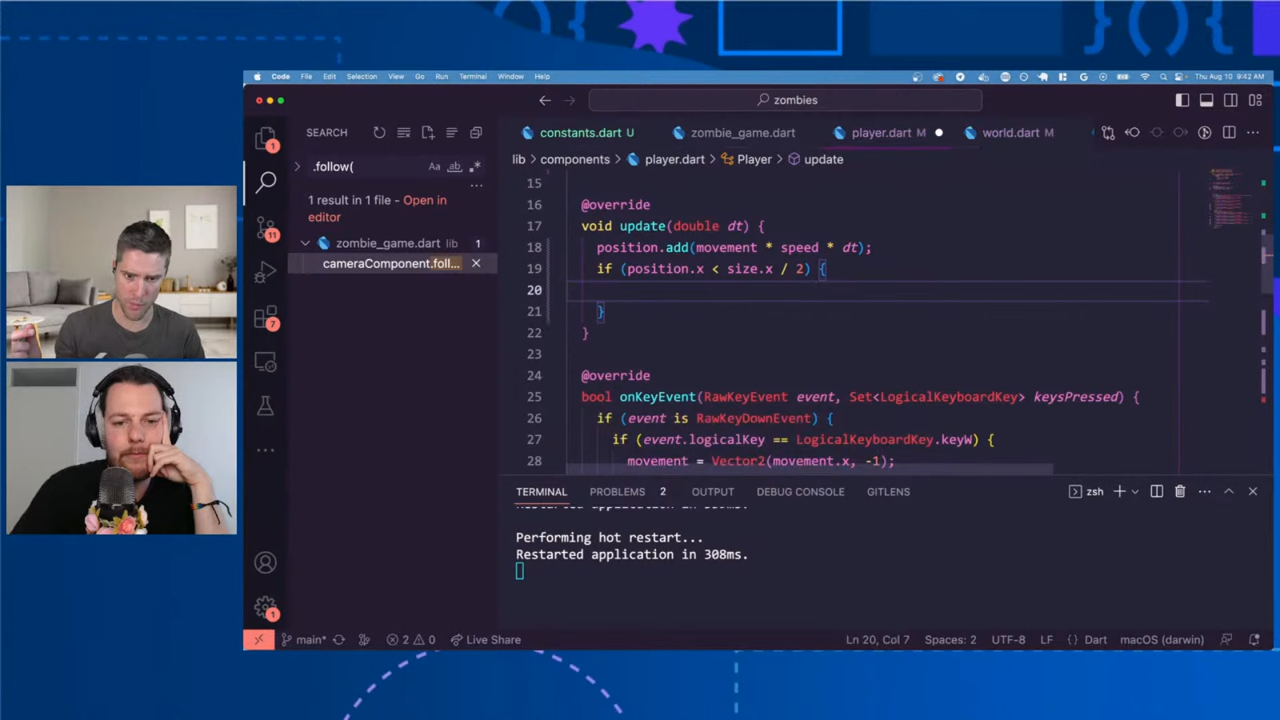 Code File Edit Selection View Go Run Terminal Window Help Thu Aug 10 9:42 AM
zombies
SEARCH
constants.dart U
zombie_game.dart
player.dart M
world.dart M
.follow(
Aa ab
lib > components > player.dart > Player > update
1 result in 1 file - Open in
editor
zombie_game.dart lib 1
cameraComponent.foll...
15
16 @override
17 void update(double dt) {
18 position.add(movement * speed * dt);
19 if (position.x < size.x / 2) {
20
21 }
22 }
23
24 @override
25 bool onKeyEvent(RawKeyEvent event, Set<LogicalKeyboardKey> keysPressed) {
26 if (event is RawKeyDownEvent) {
27 if (event.logicalKey == LogicalKeyboardKey.keyW) {
28 movement = Vector2(movement.x, -1);
1
11
7
1
TERMINAL PROBLEMS 2 OUTPUT DEBUG CONSOLE GITLENS zsh
Performing hot restart...
Restarted application in 308ms.
main* 2 0 Live Share Ln 20, Col 7 Spaces: 2 UTF-8 LF { } Dart macOS (darwin)